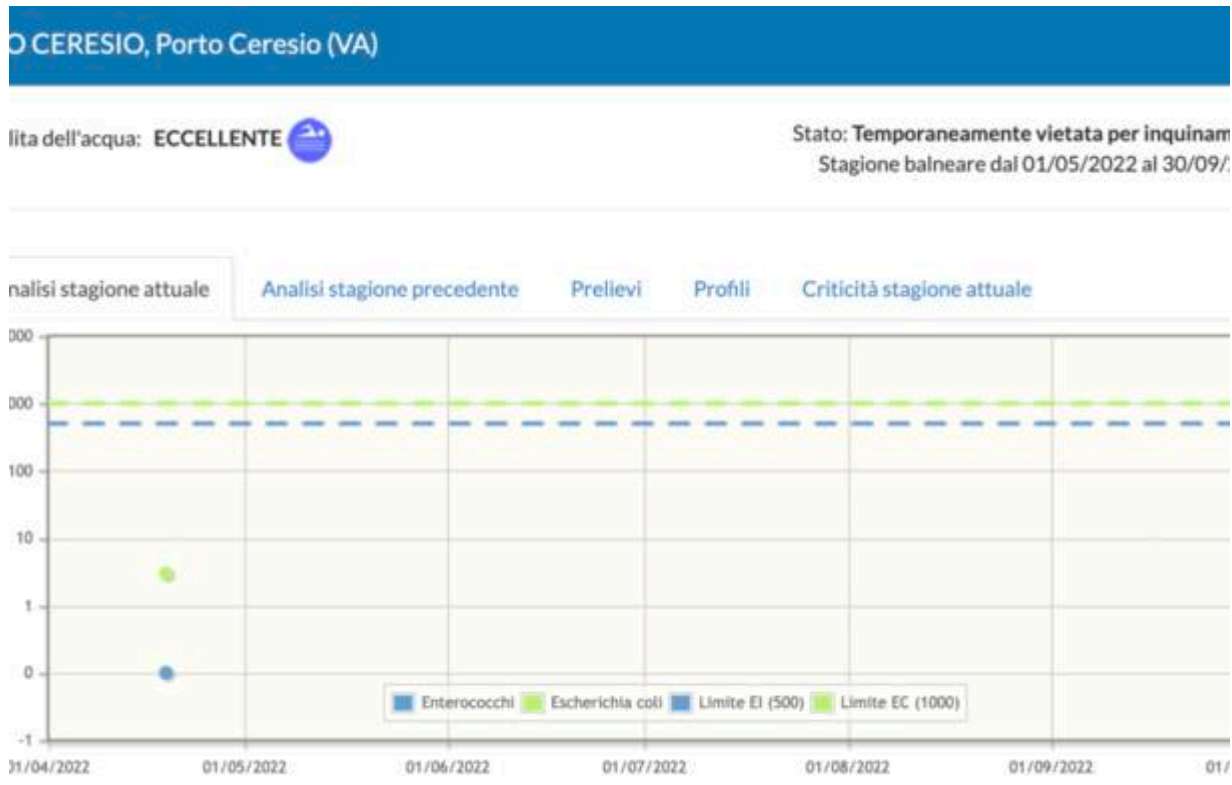 O CERESIO, Porto Ceresio (VA)
lita dell'acqua: ECCELLENTE
Stato: Temporaneamente vietata per inquinam
Stagione balneare dal 01/05/2022 al 30/09/
nalisi stagione attuale Analisi stagione precedente Prelievi Profili Criticità stagione attuale
000
000
100
10
1
0
-1
Enterococchi Escherichia coli Limite EI (500) Limite EC (1000)
01/04/2022 01/05/2022 01/06/2022 01/07/2022 01/08/2022 01/09/2022 01/